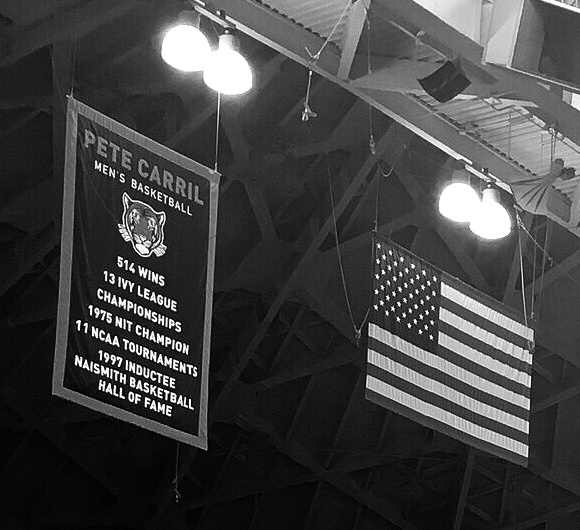 PETE CARRIL
MEN'S BASKETBALL
514 WINS
13 IVY LEAGUE
CHAMPIONSHIPS
1975 NIT CHAMPION
11 NCAA TOURNAMENTS
1997 INDUCTEE
NAISMITH BASKETBALL
HALL OF FAME